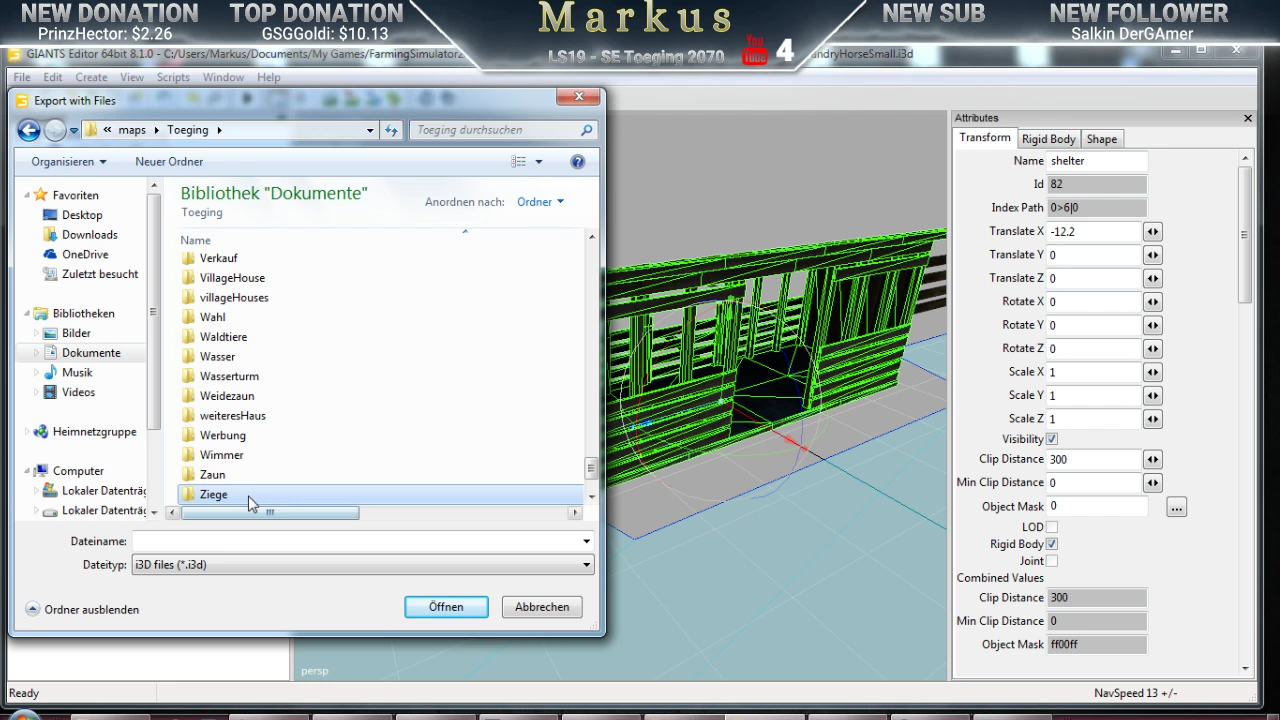 NEW DONATION
PrinzHector: $2.26
TOP DONATION
GSGGoldi: $10.13
Markus
LS19 - SE Toeging 2070
You
Tube
4
NEW SUB
NEW FOLLOWER
Salkin DerGAmer
GIANTS Editor 64bit 8.1.0 - C:/Users/Markus/Documents/My Games/FarmingSimulator
ndryHorseSmall.i3d
File Edit Create View Scripts Window Help
Export with Files
« maps Toeging
Toeging durchsuchen
Organisieren
Neuer Ordner
Favoriten
Desktop
Downloads
OneDrive
Zuletzt besucht
Bibliotheken
Bilder
Dokumente
Musik
Videos
Heimnetzgruppe
Computer
Lokaler Datenträ
Lokaler Datenträ
Bibliothek "Dokumente"
Toeging
Anordnen nach: Ordner
Name
Verkauf
VillageHouse
villageHouses
Wahl
Waldtiere
Wasser
Wasserturm
Weidezaun
weiteresHaus
Werbung
Wimmer
Zaun
Ziege
Dateiname:
Dateityp: i3D files (*.i3d)
Ordner ausblenden
Öffnen
Abbrechen
persp
Attributes
Transform Rigid Body Shape
Name shelter
Id 82
Index Path 0>6|0
Translate X -12.2
Translate Y 0
Translate Z 0
Rotate X 0
Rotate Y 0
Rotate Z 0
Scale X 1
Scale Y 1
Scale Z 1
Visibility
Clip Distance 300
Min Clip Distance 0
Object Mask 0 ...
LOD
Rigid Body
Joint
Combined Values
Clip Distance 300
Min Clip Distance 0
Object Mask ff00ff
Ready
NavSpeed 13 +/-